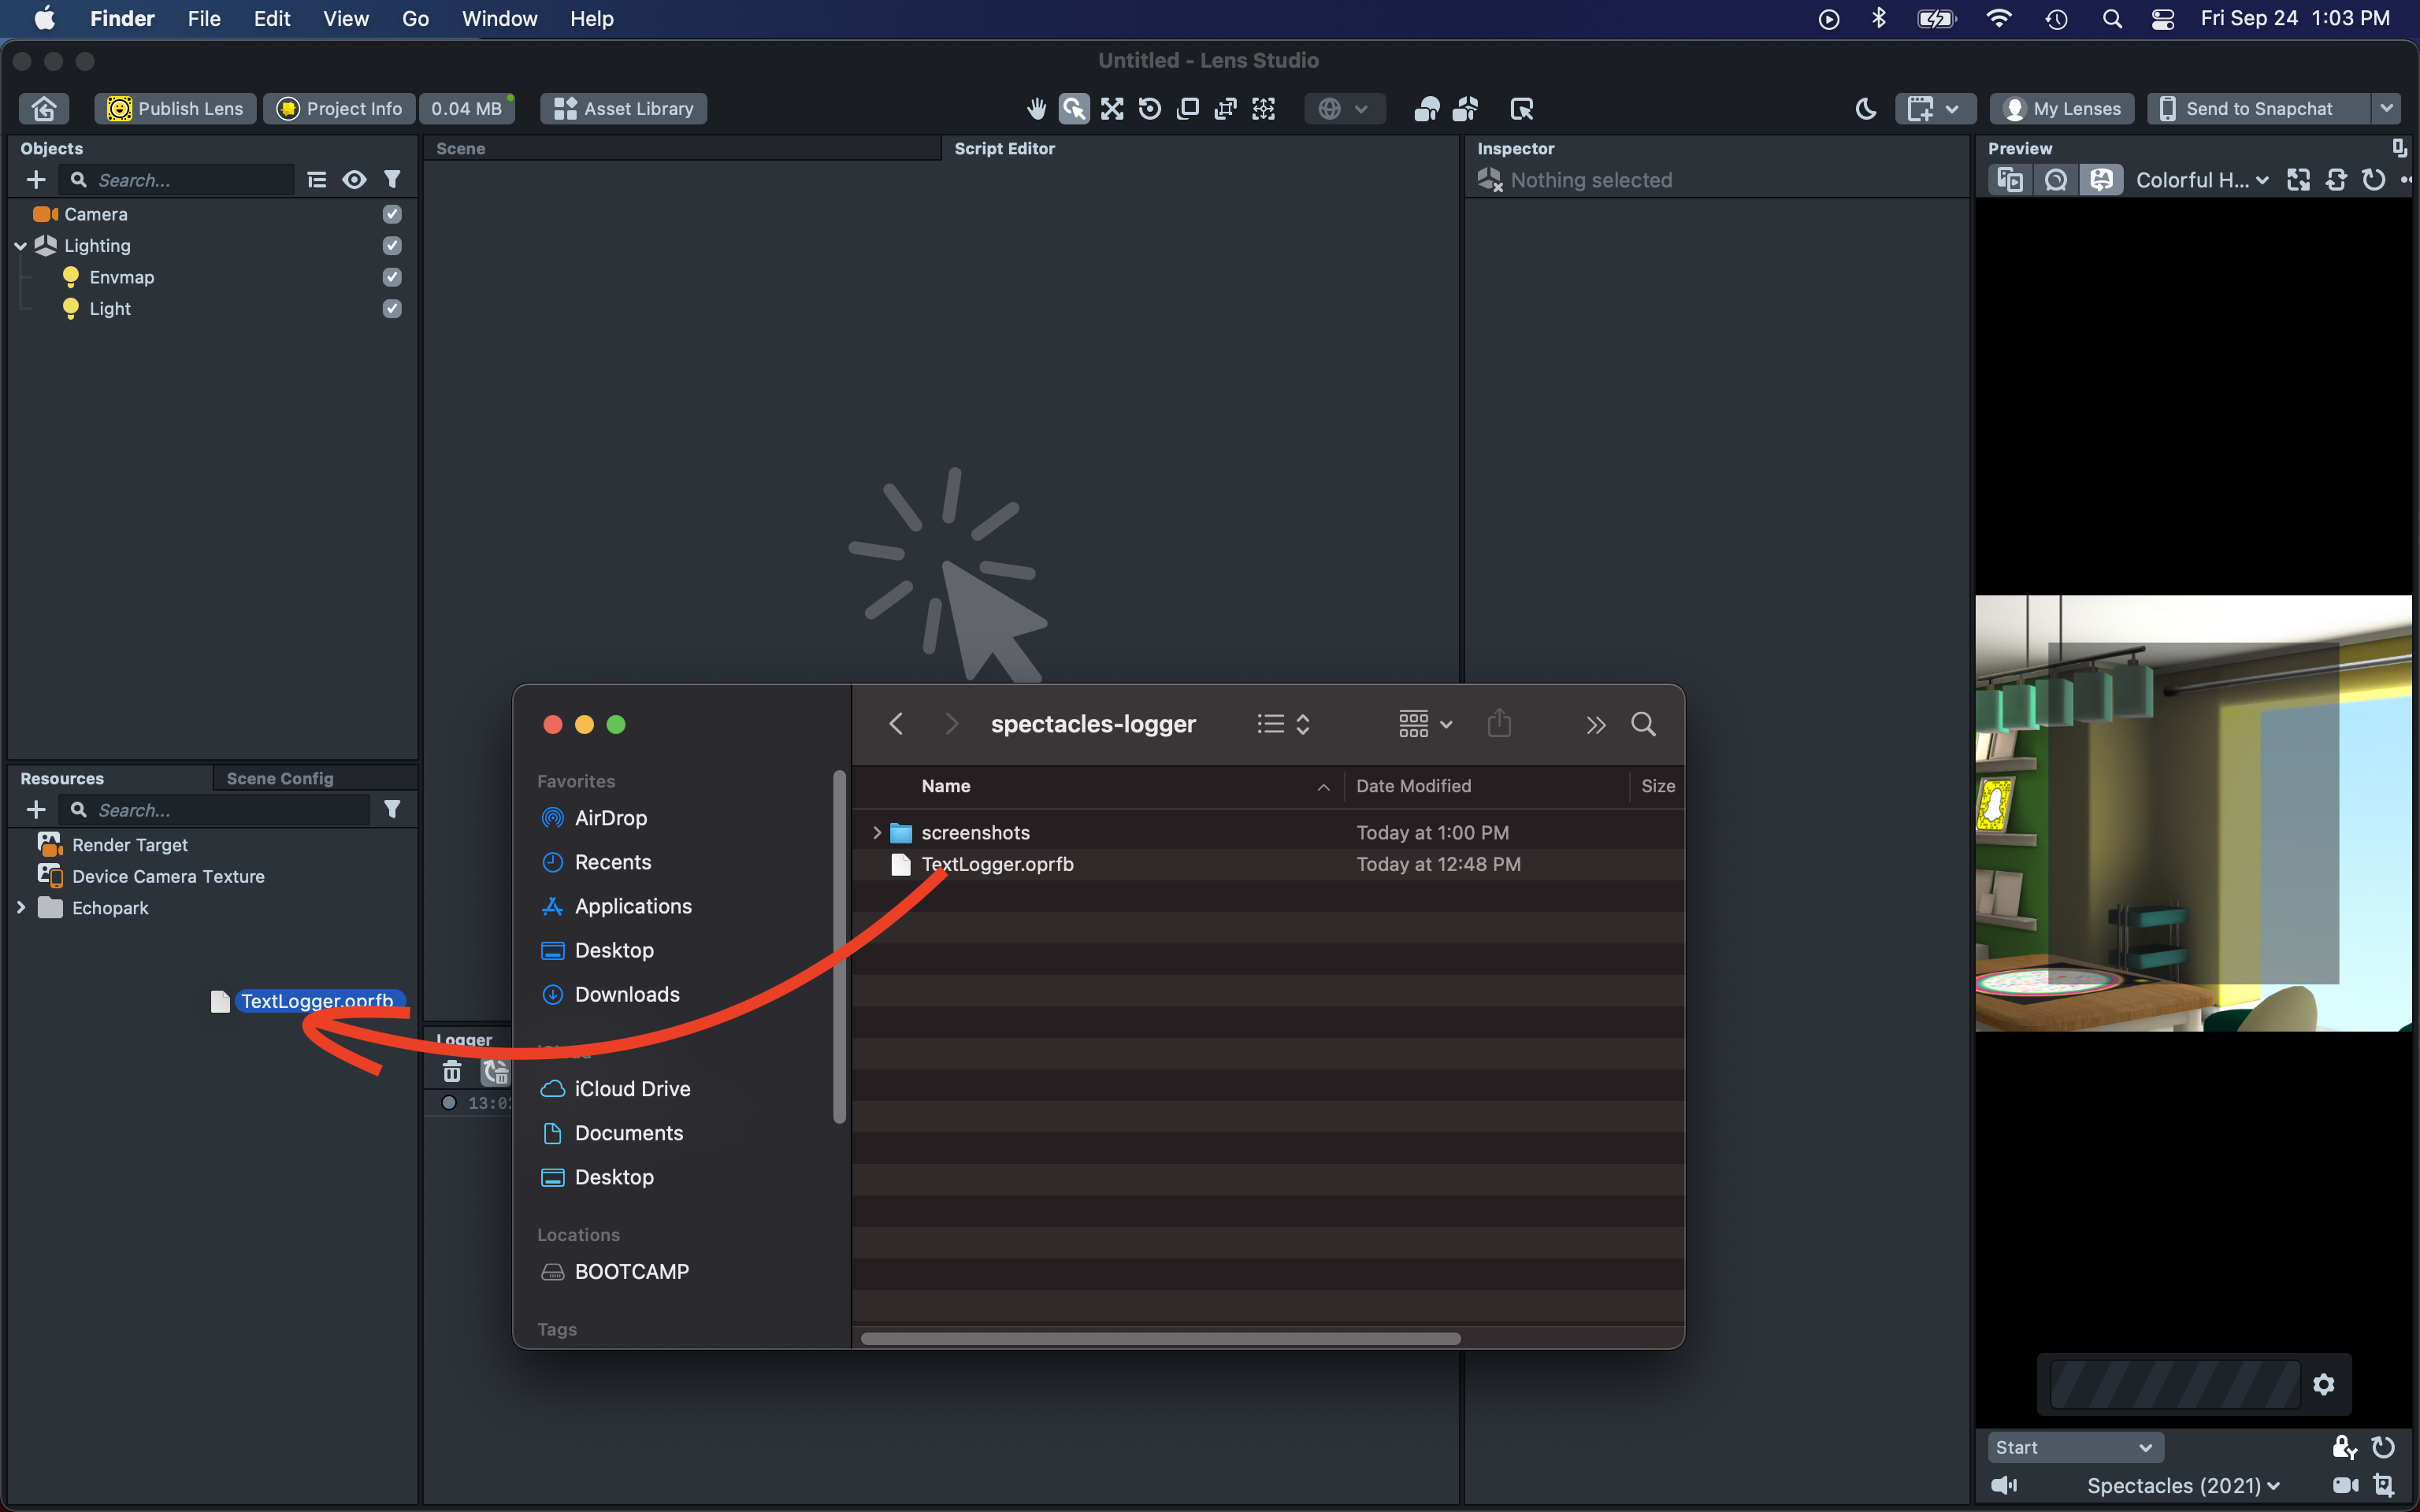 Finder File Edit View Go Window Help Fri Sep 24 1:03 PM
Untitled - Lens Studio
Publish Lens Project Info 0.04 MB Asset Library My Lenses Send to Snapchat
Objects
Search...
Camera
Lighting
Envmap
Light
Scene
Script Editor
Inspector
Nothing selected
Preview
Colorful H...
Resources Scene Config
Search...
Render Target
Device Camera Texture
Echopark
TextLogger.oprfb
Logger
13:02
spectacles-logger
Favorites
AirDrop
Recents
Applications
Desktop
Downloads
iCloud
iCloud Drive
Documents
Desktop
Locations
BOOTCAMP
Tags
Name Date Modified Size
screenshots Today at 1:00 PM
TextLogger.oprfb Today at 12:48 PM
Start
Spectacles (2021)